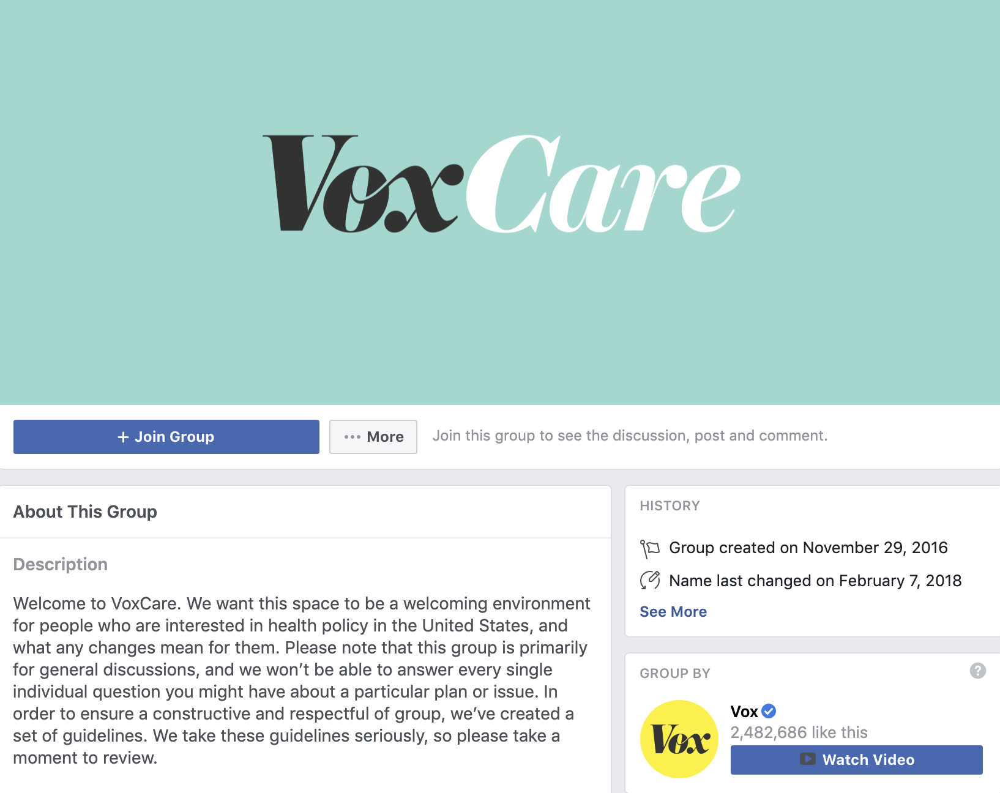 VoxCare
+ Join Group
••• More
Join this group to see the discussion, post and comment.
About This Group
Description
Welcome to VoxCare. We want this space to be a welcoming environment
for people who are interested in health policy in the United States, and
what any changes mean for them. Please note that this group is primarily
for general discussions, and we won’t be able to answer every single
individual question you might have about a particular plan or issue. In
order to ensure a constructive and respectful of group, we’ve created a
set of guidelines. We take these guidelines seriously, so please take a
moment to review.
HISTORY
Group created on November 29, 2016
Name last changed on February 7, 2018
See More
GROUP BY
?
Vox
Vox
2,482,686 like this
Watch Video